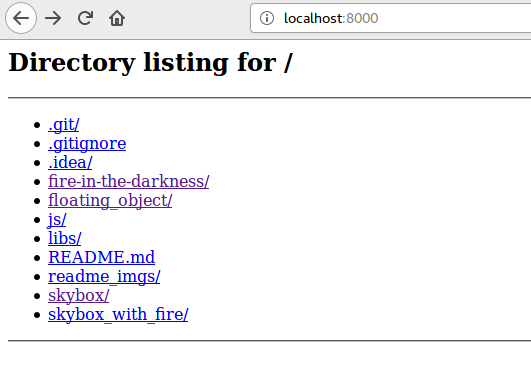 localhost:8000
Directory listing for /
.git/
.gitignore
.idea/
fire-in-the-darkness/
floating_object/
js/
libs/
README.md
readme_imgs/
skybox/
skybox_with_fire/